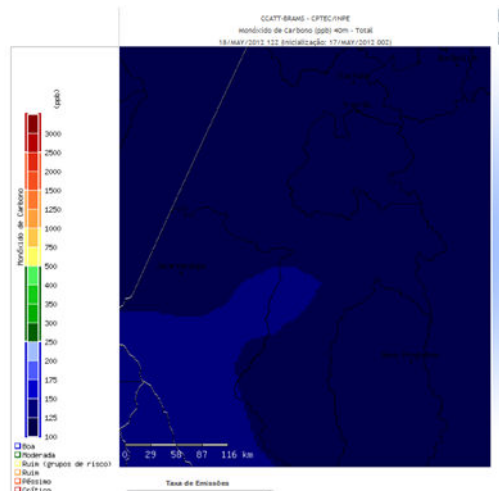 CCATT-BRAMS - CPTEC/INPE
Monóxido de Carbono (ppb) 40m - Total
18/MAY/2012 12Z (Inicialização: 17/MAY/2012 00Z)
(ppb)
Monóxido de Carbono
3000
2500
2000
1500
1250
1000
750
500
400
350
300
250
200
175
150
125
100
Boa
Moderada
Ruim (grupos de risco)
Ruim
Péssimo
Crítico
0 29 58 87 116 km
Taxa de Emissões